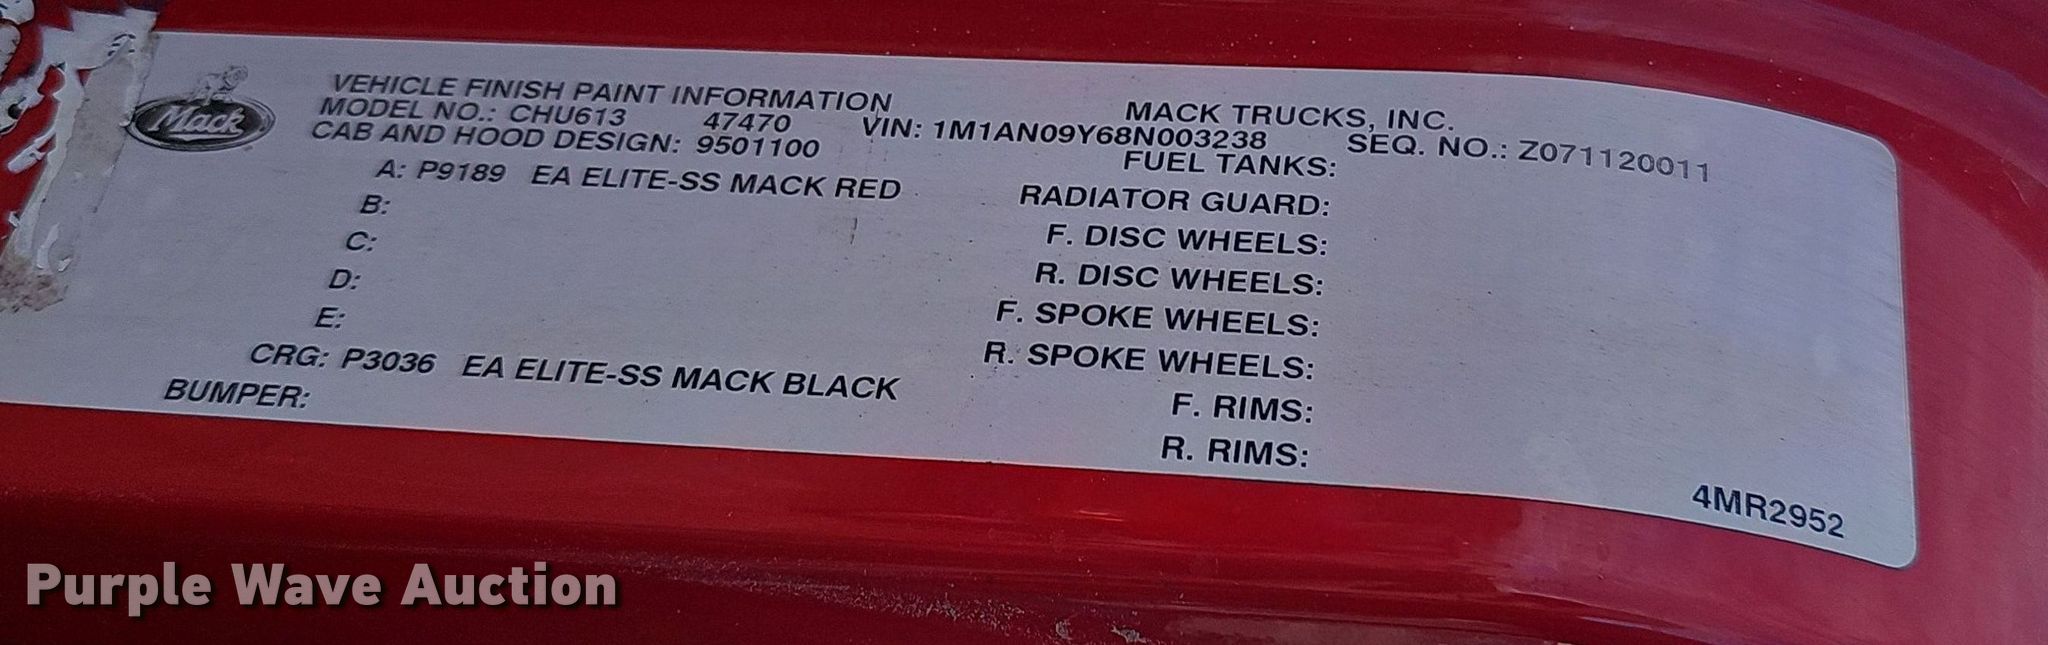 Mack
VEHICLE FINISH PAINT INFORMATION
MACK TRUCKS, INC.
MODEL NO.: CHU613 47470 VIN: 1M1AN09Y68N003238 SEQ. NO.: Z071120011
CAB AND HOOD DESIGN: 9501100
A: P9189 EA ELITE-SS MACK RED
B:
C:
D:
E:
CRG: P3036 EA ELITE-SS MACK BLACK
BUMPER:
FUEL TANKS:
RADIATOR GUARD:
F. DISC WHEELS:
R. DISC WHEELS:
F. SPOKE WHEELS:
R. SPOKE WHEELS:
F. RIMS:
R. RIMS:
4MR2952
Purple Wave Auction